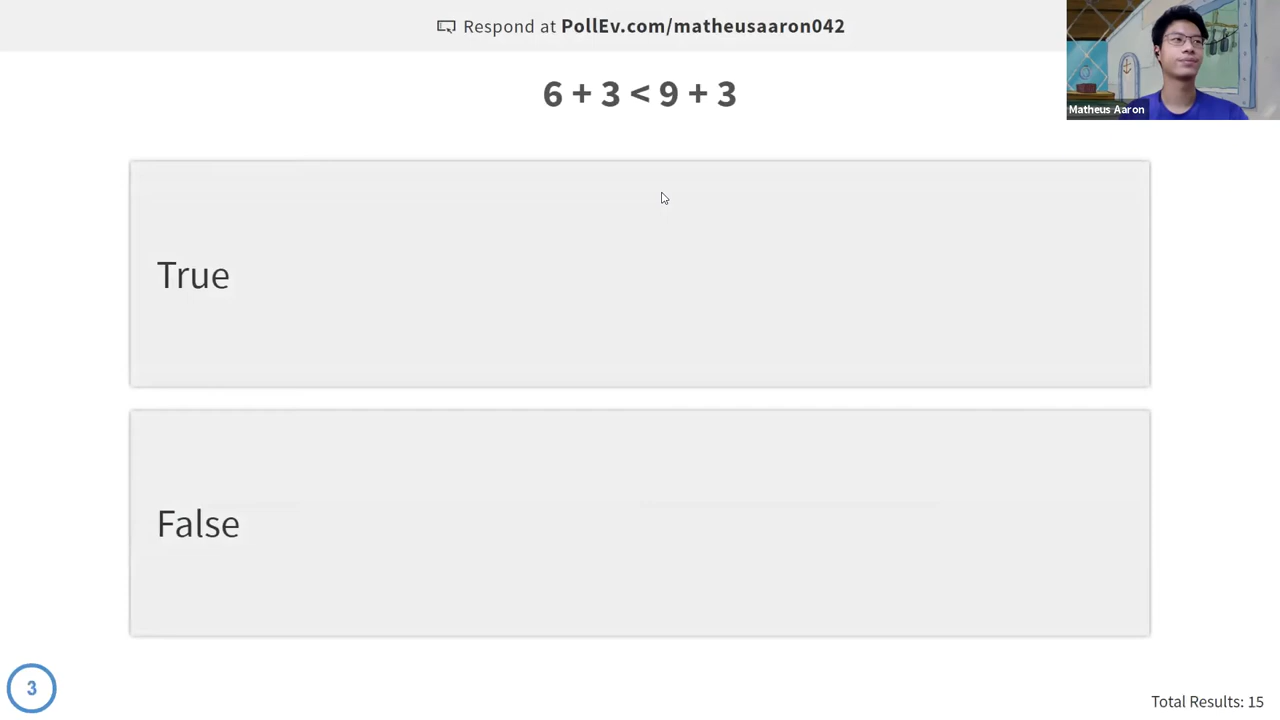 Respond at PollEv.com/matheusaaron042
6 + 3 < 9 + 3
Matheus Aaron
True
False
3
Total Results: 15